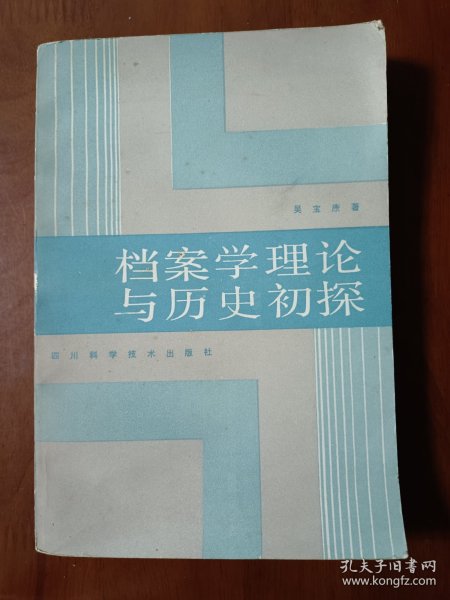 吴宝康著
档案学理论
与历史初探
四川科学技术出版社
孔夫子旧书网
www.kongfz.com